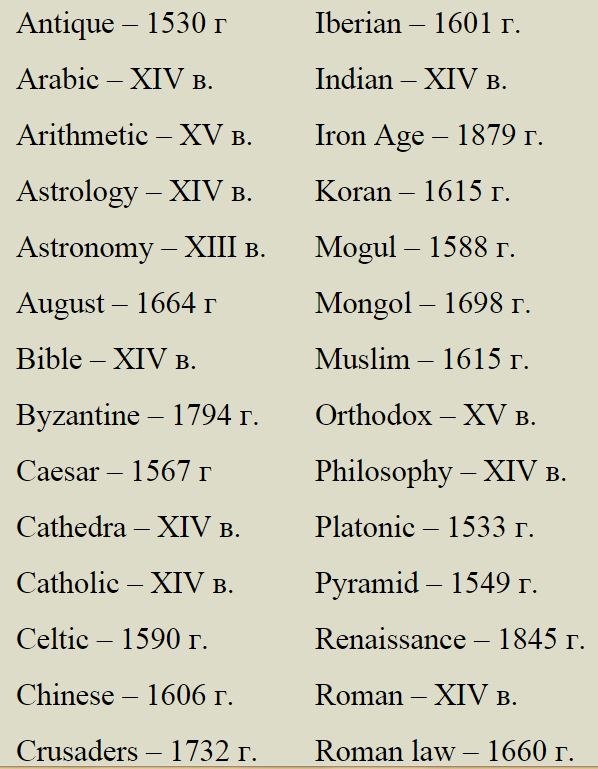 Antique – 1530 г
Arabic – XIV в.
Arithmetic – XV в.
Astrology – XIV в.
Astronomy – XIII в.
August – 1664 г
Bible – XIV в.
Byzantine – 1794 г.
Caesar – 1567 г
Cathedra – XIV в.
Catholic – XIV в.
Celtic – 1590 г.
Chinese – 1606 г.
Crusaders – 1732 г.
Iberian – 1601 г.
Indian – XIV в.
Iron Age – 1879 г.
Koran – 1615 г.
Mogul – 1588 г.
Mongol – 1698 г.
Muslim – 1615 г.
Orthodox – XV в.
Philosophy – XIV в.
Platonic – 1533 г.
Pyramid – 1549 г.
Renaissance – 1845 г.
Roman – XIV в.
Roman law – 1660 г.